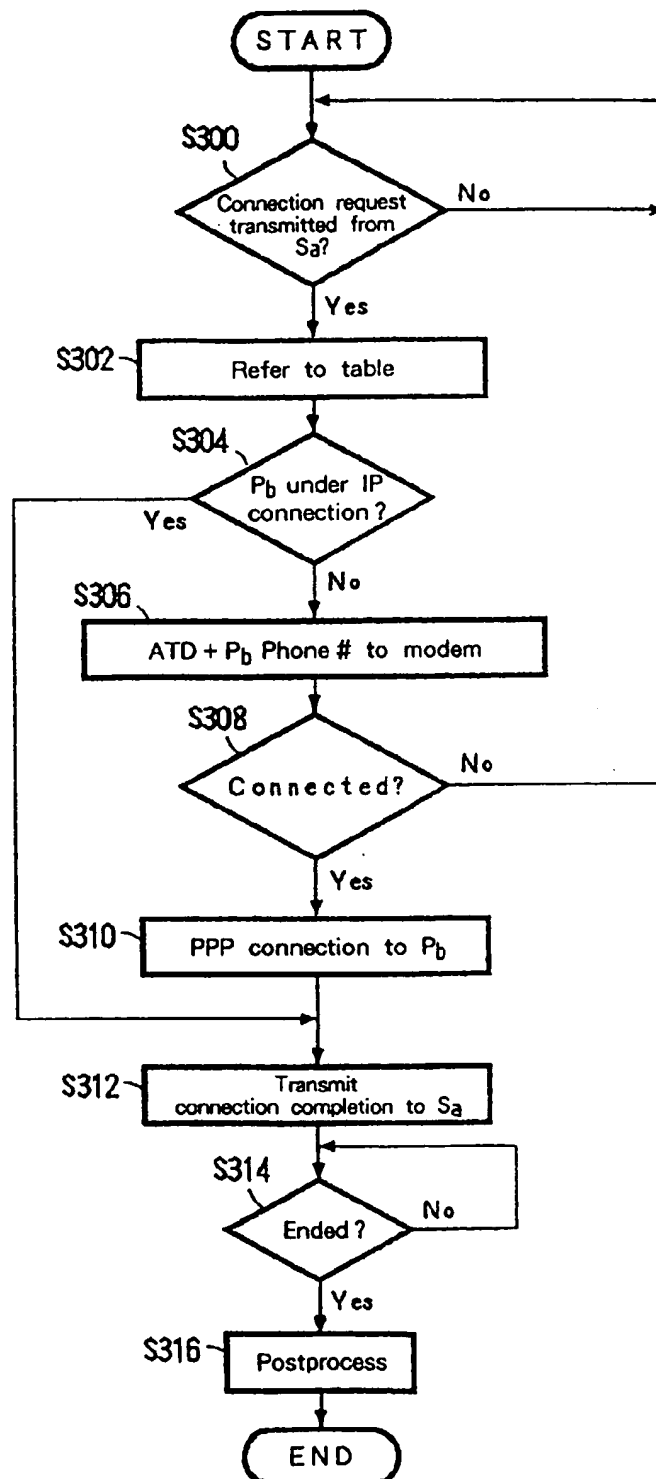 START
S300
Connection request
transmitted from
Sa?
No
Yes
S302
Refer to table
S304
Pb under IP
connection?
Yes
No
S306
ATD + Pb Phone # to modem
S308
Connected?
No
Yes
S310
PPP connection to Pb
S312
Transmit
connection completion to Sa
S314
Ended?
No
Yes
S316
Postprocess
END